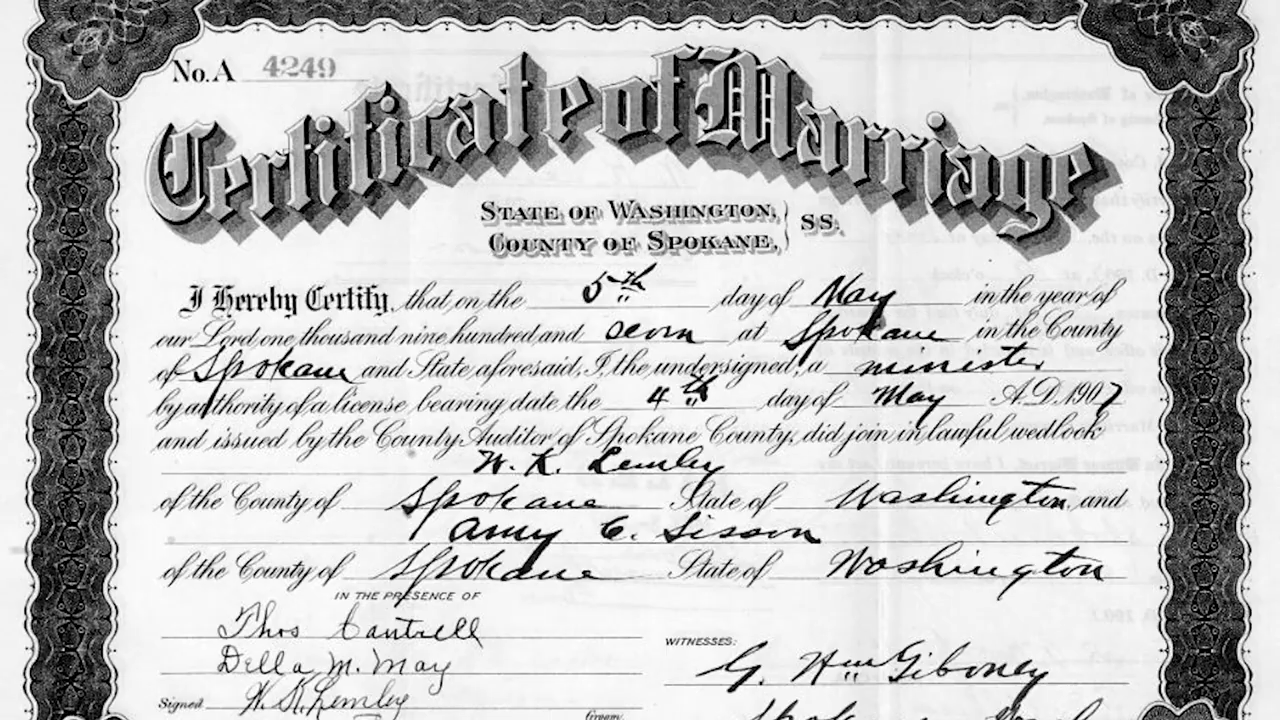 No. A 4249
Certificate of Marriage
STATE OF WASHINGTON, } SS.
COUNTY OF SPOKANE,
I Hereby Certify, that on the 5th day of May in the year of
our Lord one thousand nine hundred and seven at Spokane in the County
of Spokane and State aforesaid, I, the undersigned, a minister
by authority of a license bearing date the 4th day of May A.D. 1907
and issued by the County Auditor of Spokane County, did join in lawful wedlock
W. K. Lemley
of the County of Spokane State of Washington, and
Amy C. Sisson
of the County of Spokane State of Washington
IN THE PRESENCE OF
Thos Cantrell
WITNESSES:
Della M. May
G. Wm Giboney
Signed W. K. Lemley
Groom.
Spokane